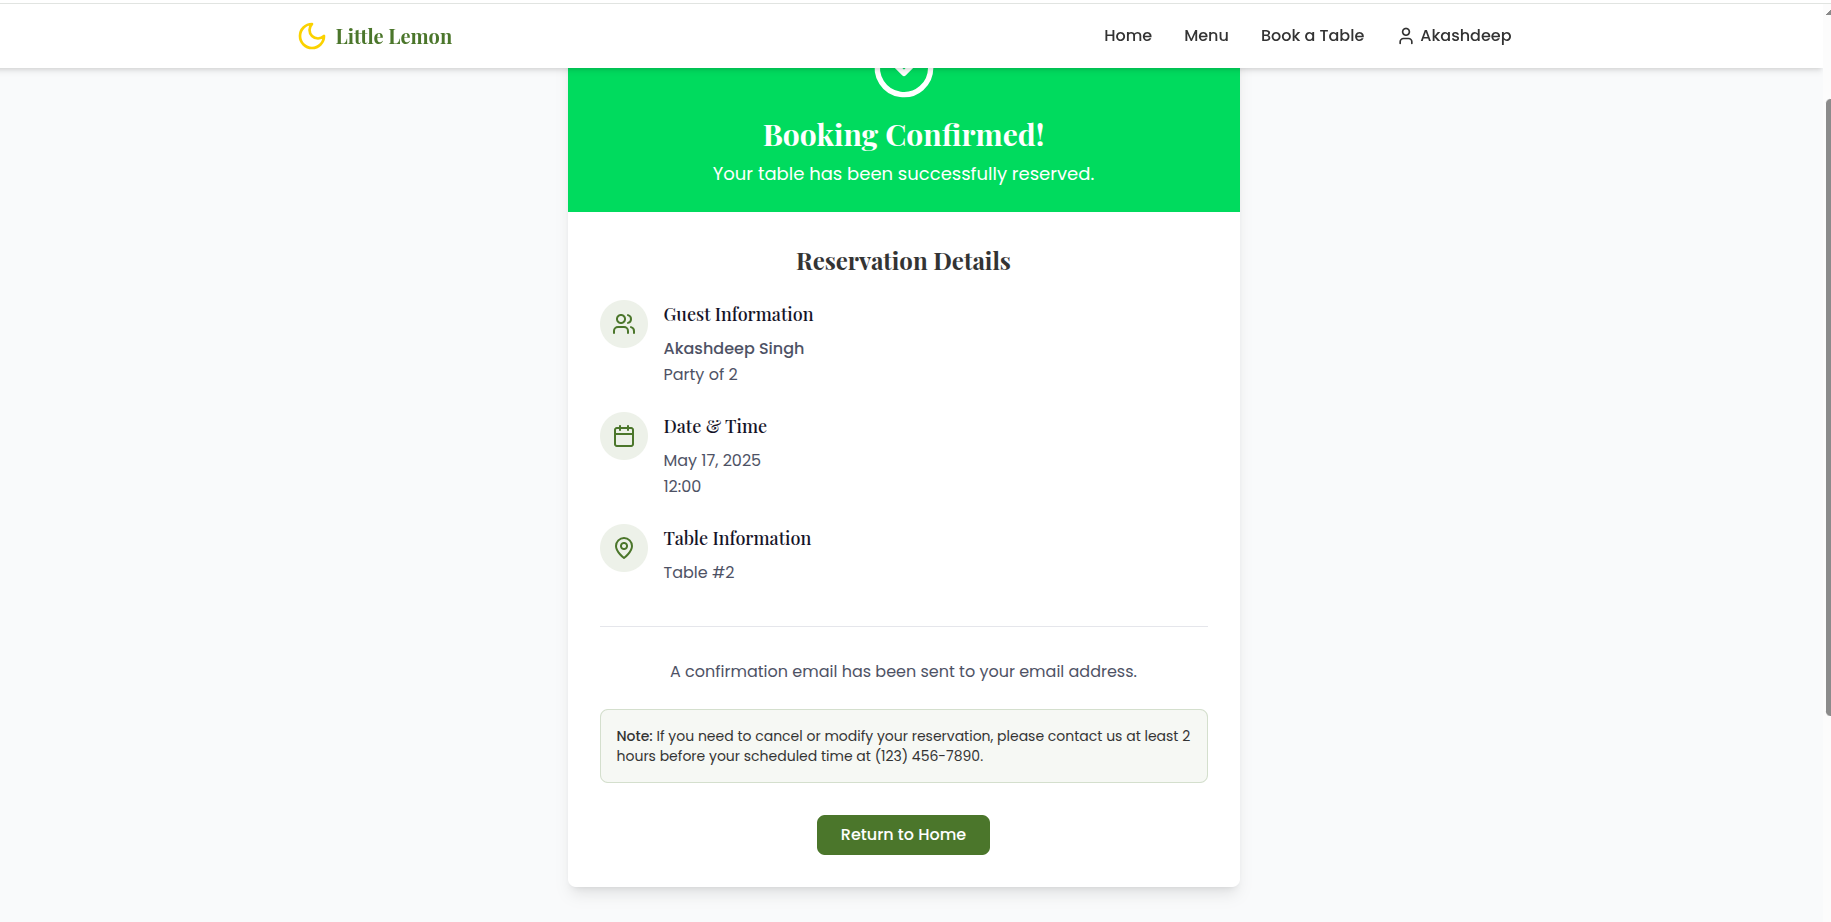 Little Lemon
Home
Menu
Book a Table
Akashdeep
Booking Confirmed!
Your table has been successfully reserved.
Reservation Details
Guest Information
Akashdeep Singh
Party of 2
Date & Time
May 17, 2025
12:00
Table Information
Table #2
A confirmation email has been sent to your email address.
Note: If you need to cancel or modify your reservation, please contact us at least 2
hours before your scheduled time at (123) 456-7890.
Return to Home